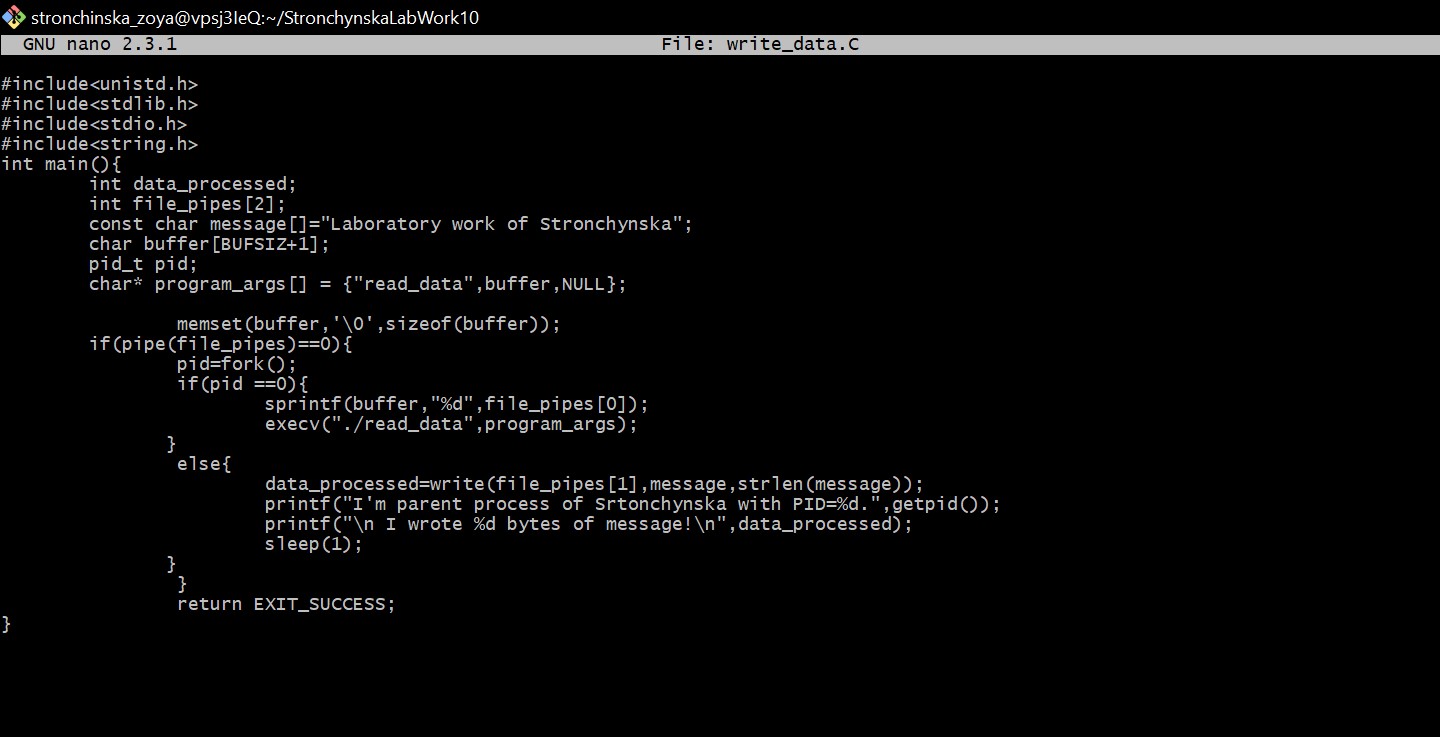 stronchinska_zoya@vpsj3IeQ:~/StronchynskaLabWork10
GNU nano 2.3.1 File: write_data.C
#include<unistd.h>
#include<stdlib.h>
#include<stdio.h>
#include<string.h>
int main(){
int data_processed;
int file_pipes[2];
const char message[]="Laboratory work of Stronchynska";
char buffer[BUFSIZ+1];
pid_t pid;
char* program_args[] = {"read_data",buffer,NULL};
memset(buffer,'\0',sizeof(buffer));
if(pipe(file_pipes)==0){
pid=fork();
if(pid ==0){
sprintf(buffer,"%d",file_pipes[0]);
execv("./read_data",program_args);
}
else{
data_processed=write(file_pipes[1],message,strlen(message));
printf("I'm parent process of Srtonchynska with PID=%d.",getpid());
printf("\n I wrote %d bytes of message!\n",data_processed);
sleep(1);
}
}
return EXIT_SUCCESS;
}